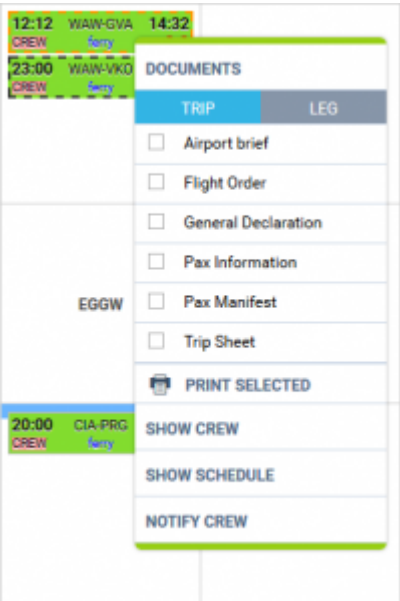 12:12 WAW-GVA 14:32
CREW ferry
23:00 WAW-VKO
CREW ferry
DOCUMENTS
TRIP LEG
Airport brief
Flight Order
General Declaration
Pax Information
EGGW
Pax Manifest
Trip Sheet
PRINT SELECTED
20:00 CIA-PRG
CREW ferry
SHOW CREW
SHOW SCHEDULE
NOTIFY CREW